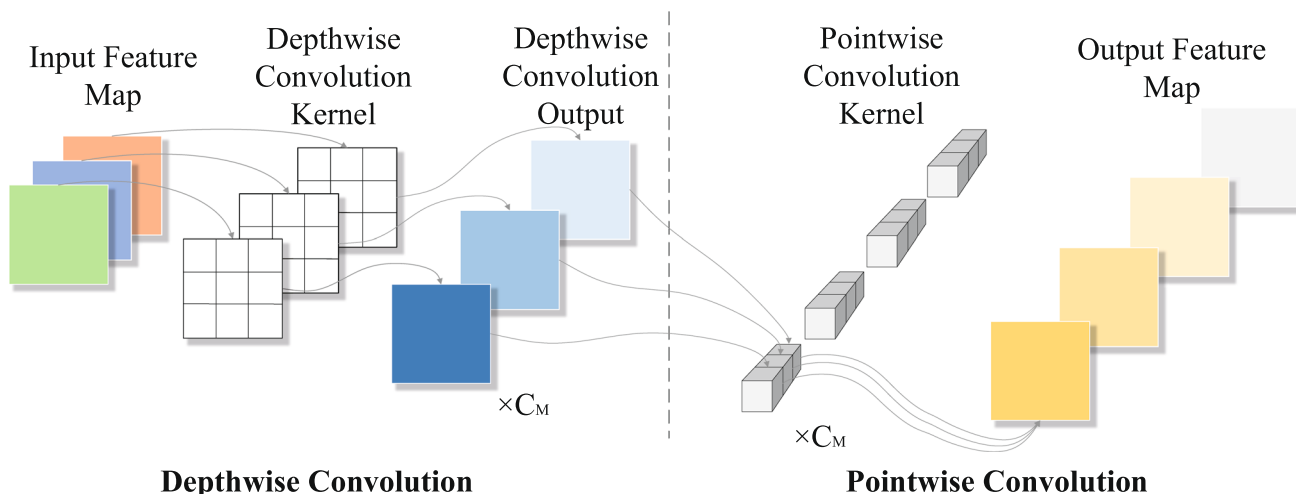 Input Feature
Map
Depthwise
Convolution
Kernel
Depthwise
Convolution
Output
×CM
Depthwise Convolution
Pointwise
Convolution
Kernel
Output Feature
Map
×CM
Pointwise Convolution